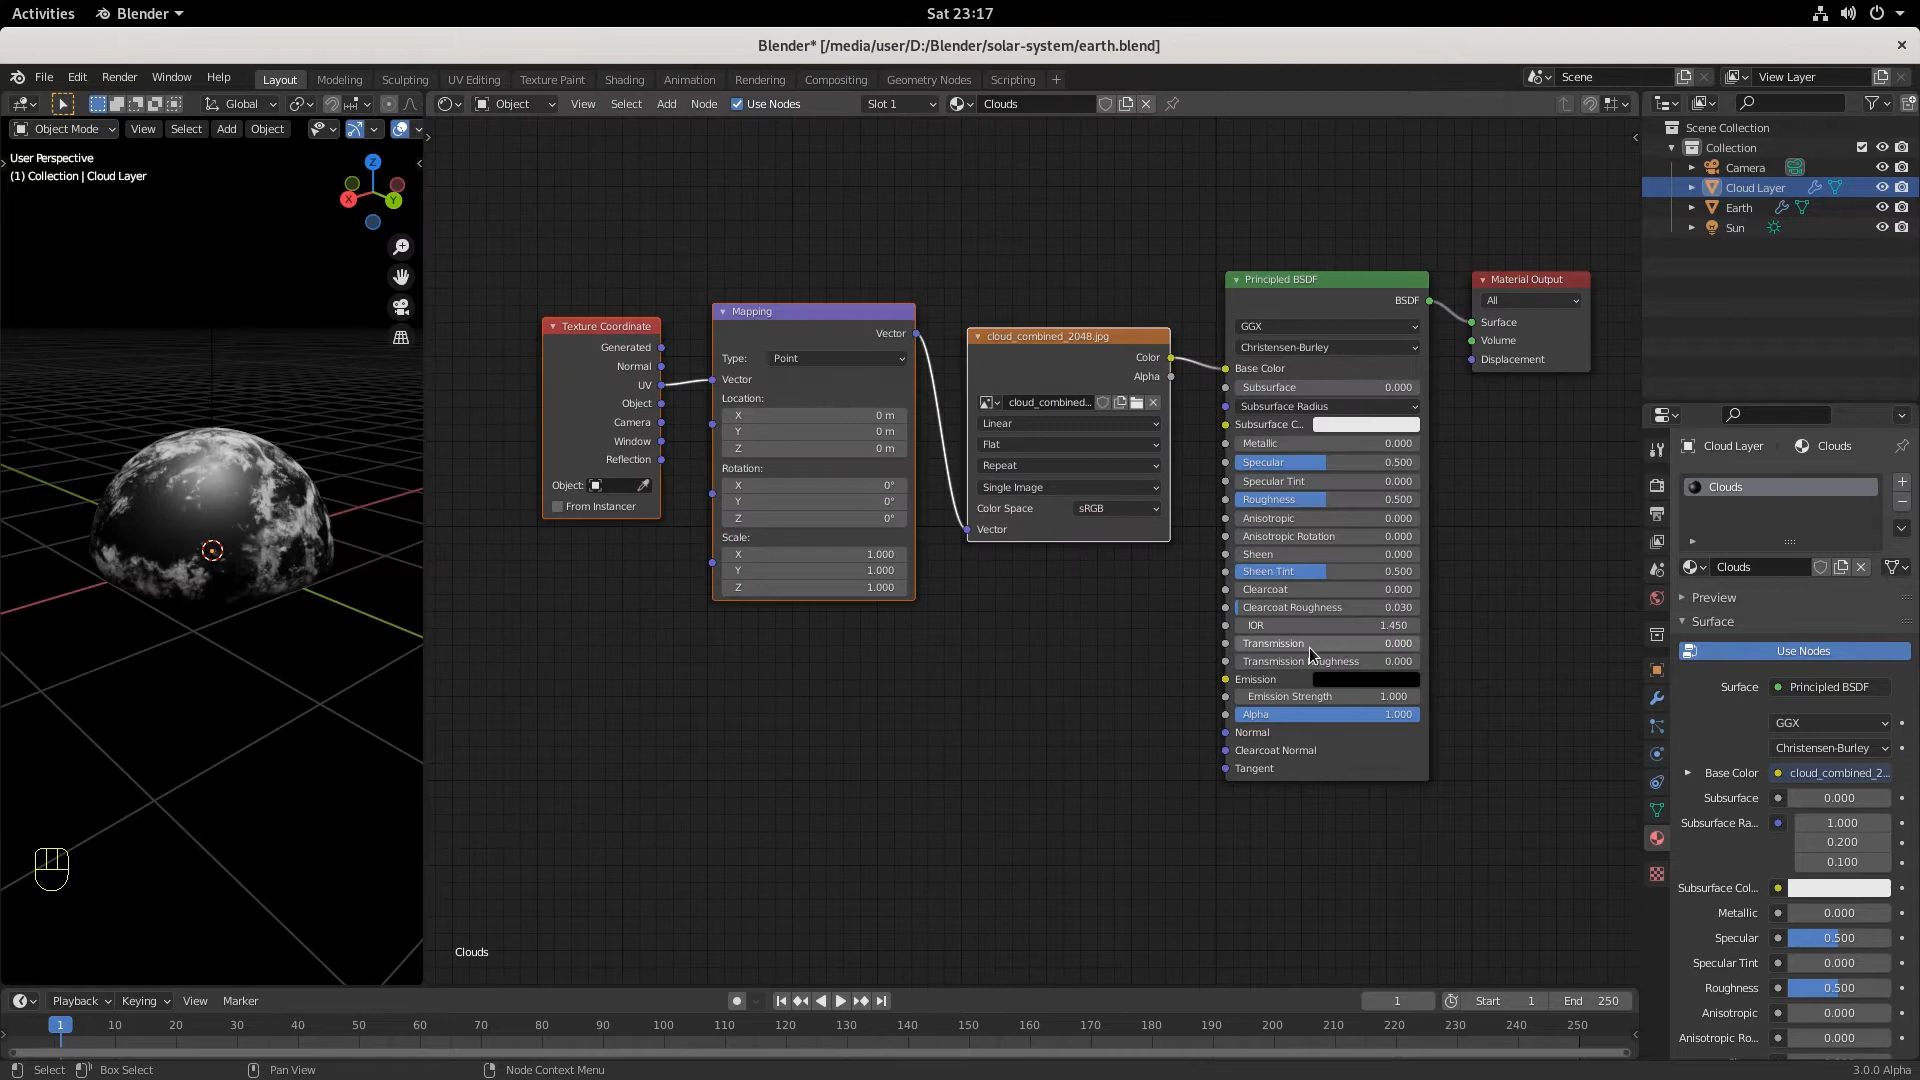 Activities Blender Sat 23:17
Blender* [/media/user/D:/Blender/solar-system/earth.blend]
File Edit Render Window Help Layout Modeling Sculpting UV Editing Texture Paint Shading Animation Rendering Compositing Geometry Nodes Scripting + Scene View Layer
Global Object View Select Add Node Use Nodes Slot 1 Clouds
Object Mode View Select Add Object
User Perspective
(1) Collection | Cloud Layer
Z
X
Y
Texture Coordinate
Generated
Normal
UV
Object
Camera
Window
Reflection
Object:
From Instancer
Mapping
Vector
Type: Point
Vector
Location:
X 0 m
Y 0 m
Z 0 m
Rotation:
X 0°
Y 0°
Z 0°
Scale:
X 1.000
Y 1.000
Z 1.000
cloud_combined_2048.jpg
Color
Alpha
cloud_combined...
Linear
Flat
Repeat
Single Image
Color Space sRGB
Vector
Principled BSDF
BSDF
GGX
Christensen-Burley
Base Color
Subsurface 0.000
Subsurface Radius
Subsurface C...
Metallic 0.000
Specular 0.500
Specular Tint 0.000
Roughness 0.500
Anisotropic 0.000
Anisotropic Rotation 0.000
Sheen 0.000
Sheen Tint 0.500
Clearcoat 0.000
Clearcoat Roughness 0.030
IOR 1.450
Transmission 0.000
Transmission Roughness 0.000
Emission
Emission Strength 1.000
Alpha 1.000
Normal
Clearcoat Normal
Tangent
Material Output
All
Surface
Volume
Displacement
Clouds
Scene Collection
Collection
Camera
Cloud Layer
Earth
Sun
Cloud Layer Clouds
Clouds
Clouds
Preview
Surface
Use Nodes
Surface Principled BSDF
GGX
Christensen-Burley
Base Color cloud_combined_2...
Subsurface 0.000
Subsurface Ra... 1.000
0.200
0.100
Subsurface Col...
Metallic 0.000
Specular 0.500
Specular Tint 0.000
Roughness 0.500
Anisotropic 0.000
Anisotropic Ro... 0.000
Playback Keying View Marker 1 Start 1 End 250
1 10 20 30 40 50 60 70 80 90 100 110 120 130 140 150 160 170 180 190 200 210 220 230 240 250
Select Box Select Pan View Node Context Menu 3.0.0 Alpha